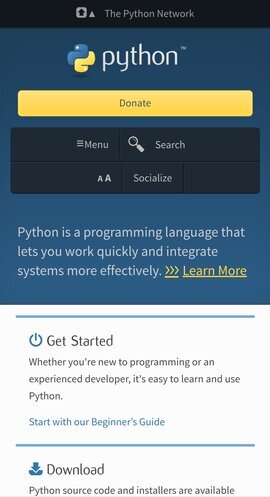 ▲ The Python Network
python™
Donate
≡Menu
Search
A A
Socialize
Python is a programming language that
lets you work quickly and integrate
systems more effectively. >>> Learn More
Get Started
Whether you're new to programming or an
experienced developer, it's easy to learn and use
Python.
Start with our Beginner's Guide
Download
Python source code and installers are available